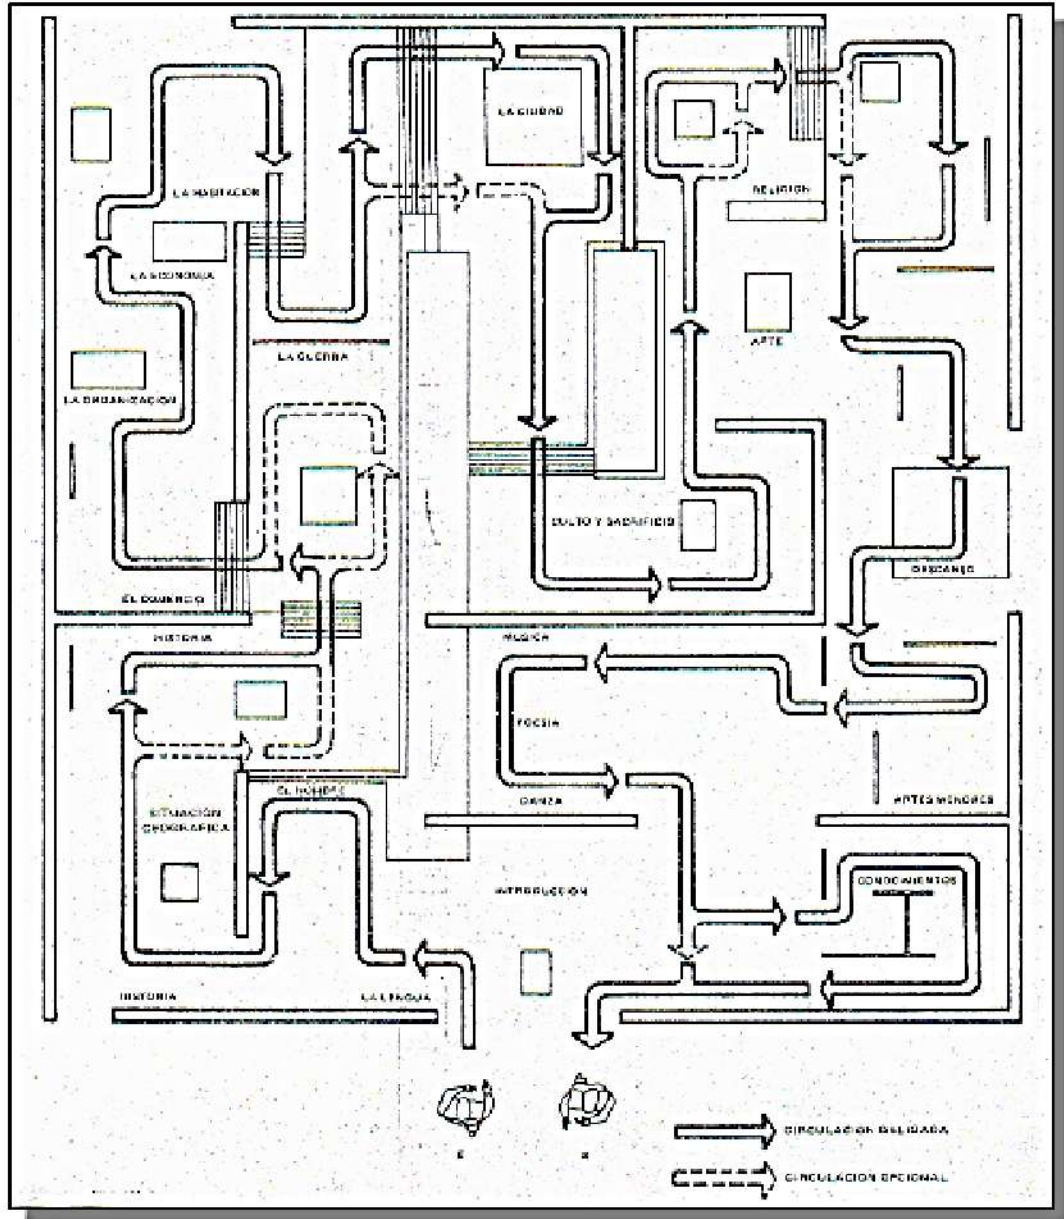 LA CIUDAD
LA HABITACION
RELIGION
LA ECONOMIA
ARTE
LA GUERRA
LA ORGANIZACION
CULTO Y SACRIFICIO
DESCANSO
EL COMERCIO
HISTORIA
MUSICA
POESIA
EL HOMBRE
DANZA
ARTES MENORES
SITUACION
GEOGRAFICA
CONOCIMIENTOS
INTRODUCCION
HISTORIA
LA LENGUA
CIRCULACION OBLIGADA
CIRCULACION OPCIONAL